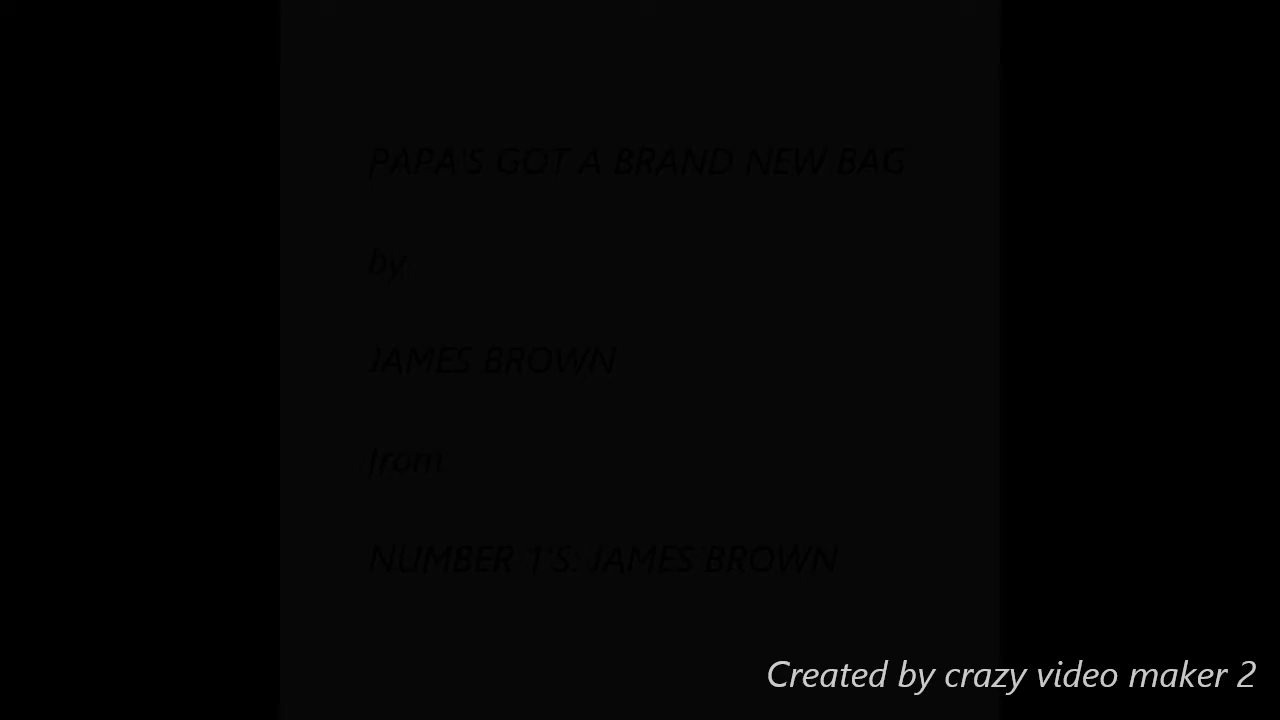 PAPA'S GOT A BRAND NEW BAG
by
JAMES BROWN
from
NUMBER 1'S: JAMES BROWN
Created by crazy video maker 2